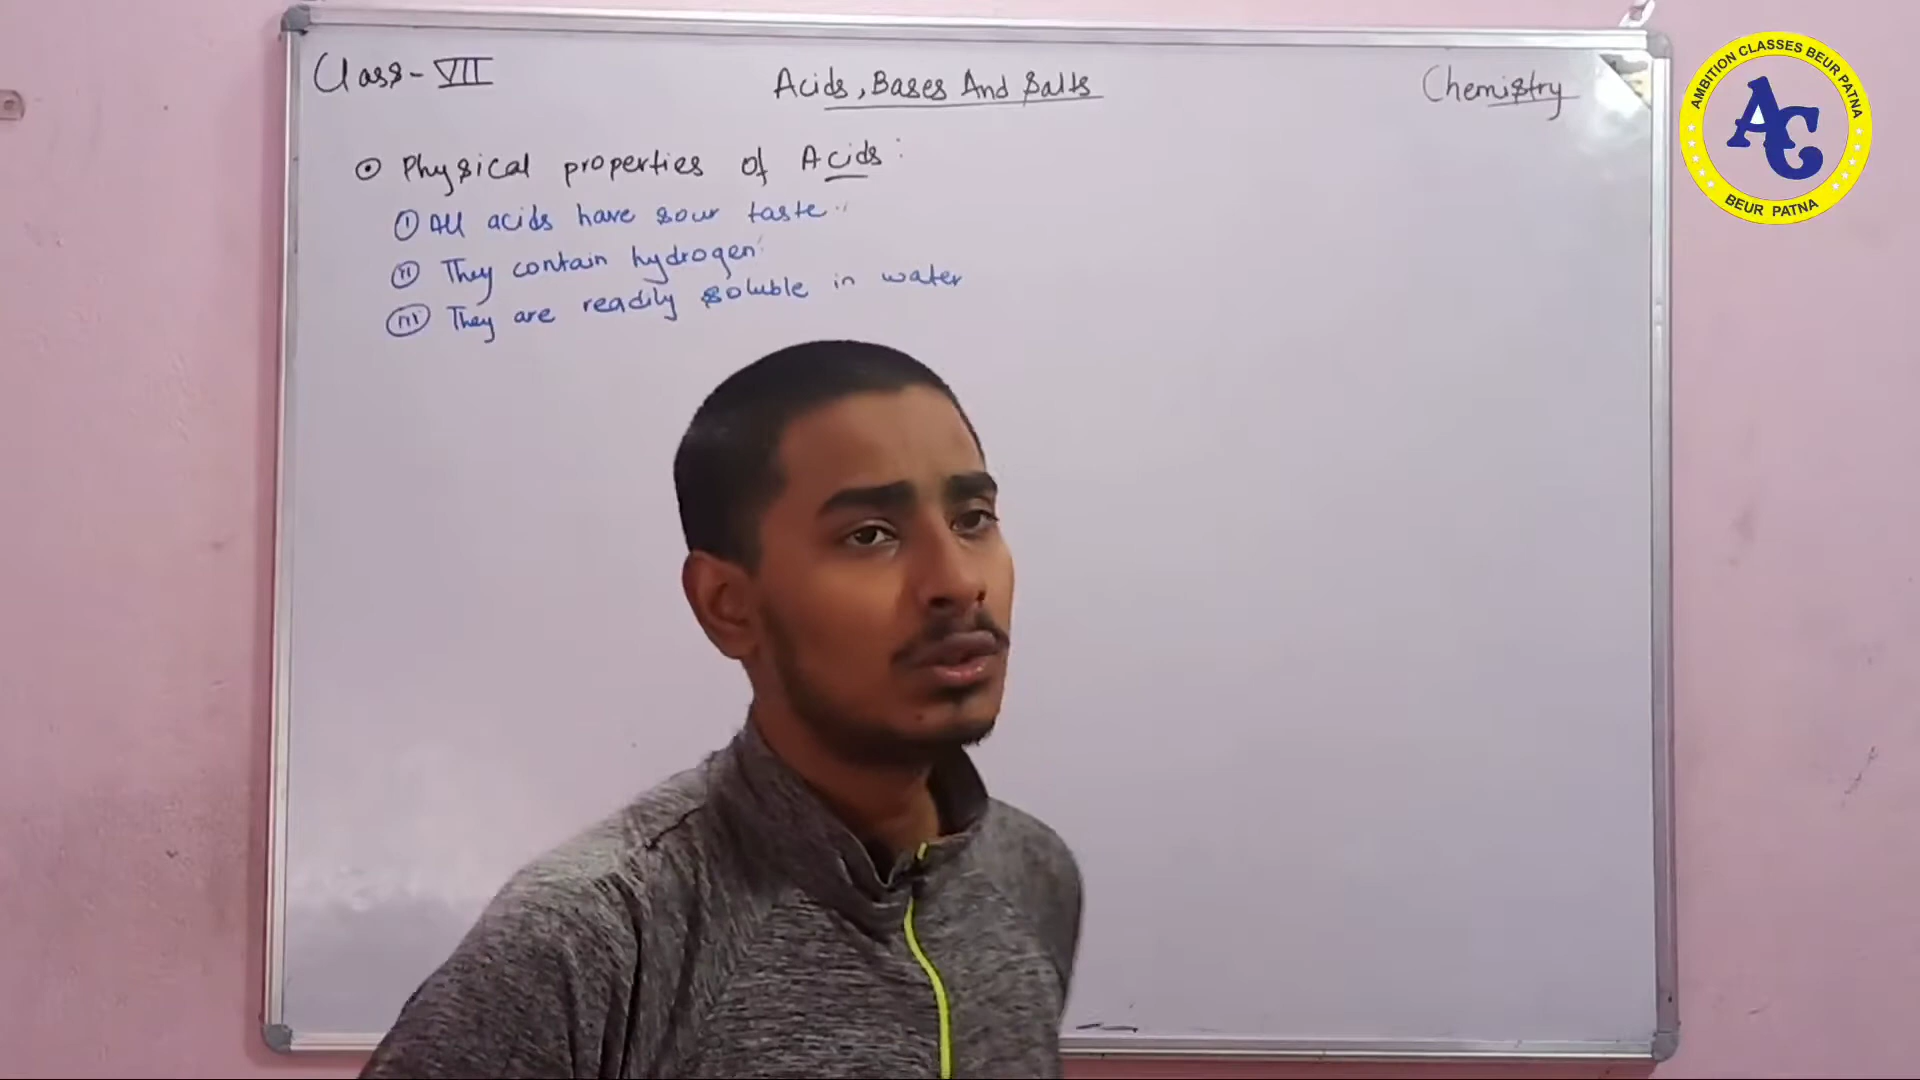 Class- VII
Acids, Bases And Salts
Chemistry
Physical properties of Acids:
(i) All acids have sour taste.
(ii) They contain hydrogen.
(iii) They are readily soluble in water
AMBITION CLASSES BEUR PATNA
AC
BEUR PATNA